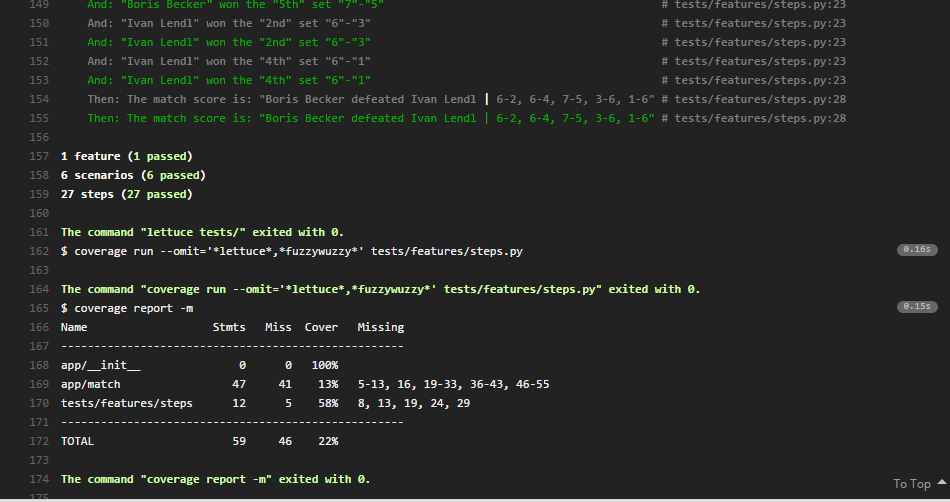 149 And: "Boris Becker" won the "5th" set "7"-"5" # tests/features/steps.py:23
150 And: "Ivan Lendl" won the "2nd" set "6"-"3" # tests/features/steps.py:23
151 And: "Ivan Lendl" won the "2nd" set "6"-"3" # tests/features/steps.py:23
152 And: "Ivan Lendl" won the "4th" set "6"-"1" # tests/features/steps.py:23
153 And: "Ivan Lendl" won the "4th" set "6"-"1" # tests/features/steps.py:23
154 Then: The match score is: "Boris Becker defeated Ivan Lendl | 6-2, 6-4, 7-5, 3-6, 1-6" # tests/features/steps.py:28
155 Then: The match score is: "Boris Becker defeated Ivan Lendl | 6-2, 6-4, 7-5, 3-6, 1-6" # tests/features/steps.py:28
156
157 1 feature (1 passed)
158 6 scenarios (6 passed)
159 27 steps (27 passed)
160
161 The command "lettuce tests/" exited with 0.
162 $ coverage run --omit='*lettuce*,*fuzzywuzzy*' tests/features/steps.py 0.16s
163
164 The command "coverage run --omit='*lettuce*,*fuzzywuzzy*' tests/features/steps.py" exited with 0.
165 $ coverage report -m 0.15s
166 Name Stmts Miss Cover Missing
167 ----------------------------------------------------
168 app/__init__ 0 0 100%
169 app/match 47 41 13% 5-13, 16, 19-33, 36-43, 46-55
170 tests/features/steps 12 5 58% 8, 13, 19, 24, 29
171 ----------------------------------------------------
172 TOTAL 59 46 22%
173
174 The command "coverage report -m" exited with 0.
175
To Top